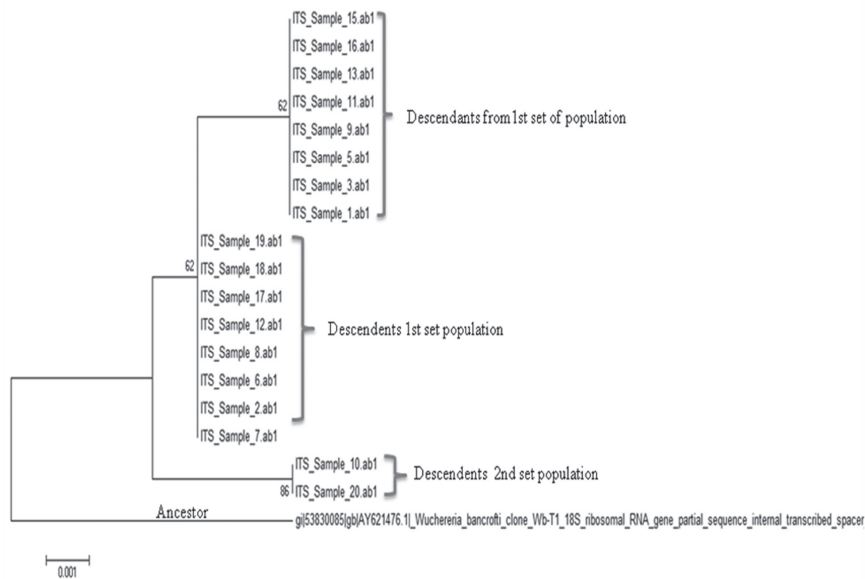 ITS_Sample_15.ab1
ITS_Sample_16.ab1
ITS_Sample_13.ab1
62
ITS_Sample_11.ab1
Descendants from 1st set of population
ITS_Sample_9.ab1
ITS_Sample_5.ab1
ITS_Sample_3.ab1
ITS_Sample_1.ab1
ITS_Sample_19.ab1
62
ITS_Sample_18.ab1
ITS_Sample_17.ab1
ITS_Sample_12.ab1
Descendents 1st set population
ITS_Sample_8.ab1
ITS_Sample_6.ab1
ITS_Sample_2.ab1
ITS_Sample_7.ab1
ITS_Sample_10.ab1
Descendents 2nd set population
86
ITS_Sample_20.ab1
Ancestor
gi|53830085|gb|AY621476.1|_Wuchereria_bancrofti_clone_Wb-T1_18S_ribosomal_RNA_gene_partial_sequence_internal_transcribed_spacer
0.001